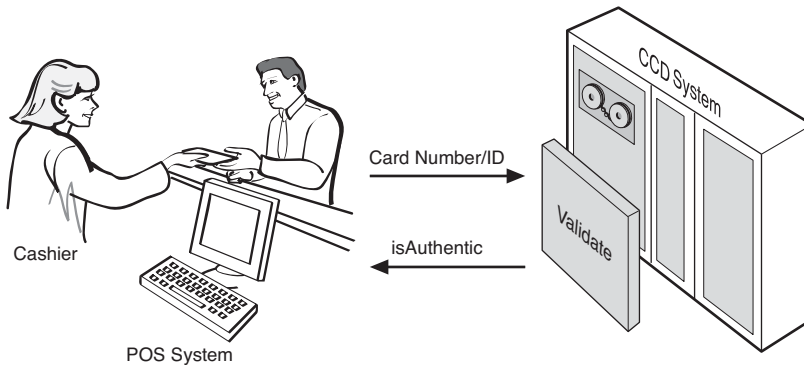 CCD System
Card Number/ID
Validate
isAuthentic
Cashier
POS System